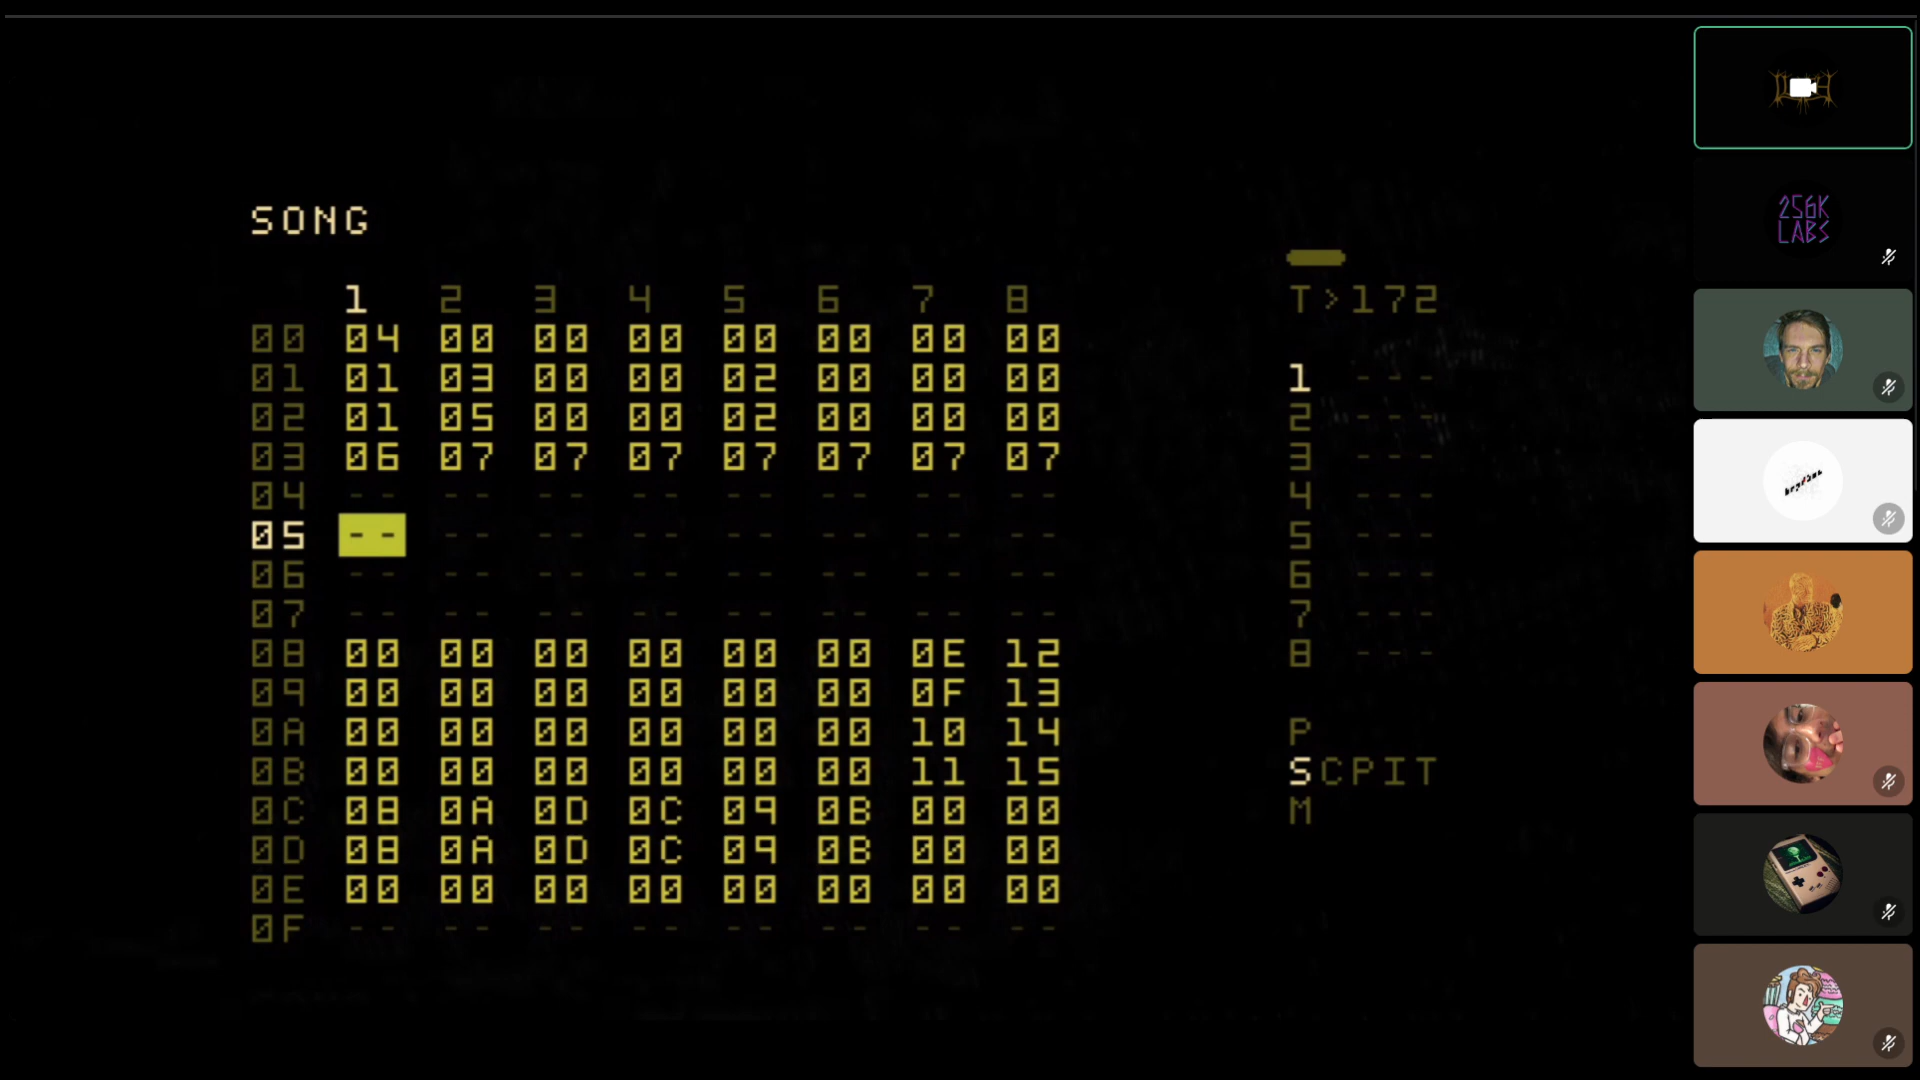 SONG
1 2 3 4 5 6 7 8 T>172
00 04 00 00 00 00 00 00 00
01 01 03 00 00 02 00 00 00 1 ---
02 01 05 00 00 02 00 00 00 2 ---
03 06 07 07 07 07 07 07 07 3 ---
04 -- -- -- -- -- -- -- -- 4 ---
05 -- -- -- -- -- -- -- -- 5 ---
06 -- -- -- -- -- -- -- -- 6 ---
07 -- -- -- -- -- -- -- -- 7 ---
08 00 00 00 00 00 00 0E 12 8 ---
09 00 00 00 00 00 00 0F 13
0A 00 00 00 00 00 00 10 14 P
0B 00 00 00 00 00 00 11 15 SCPIT
0C 08 0A 0D 0C 09 0B 00 00 M
0D 08 0A 0D 0C 09 0B 00 00
0E 00 00 00 00 00 00 00 00
0F -- -- -- -- -- -- -- --
256K
LABS